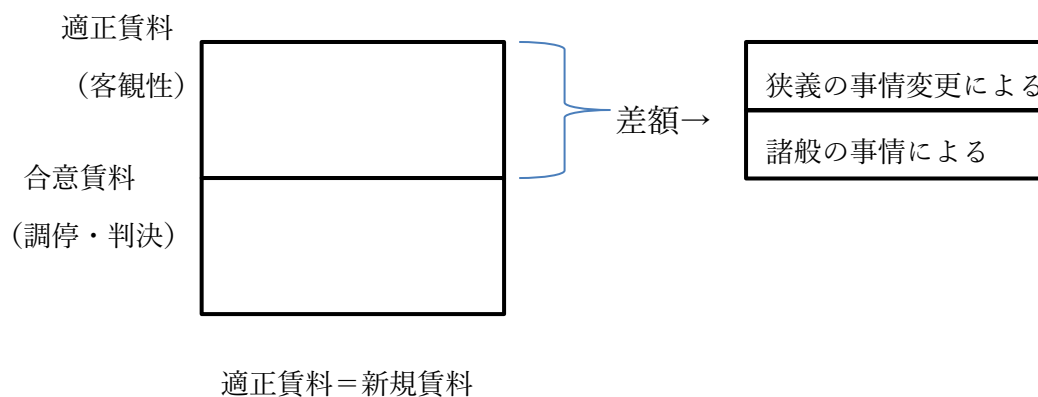 適正賃料
（客観性）
合意賃料
（調停・判決）
差額→
狭義の事情変更による
諸般の事情による
適正賃料＝新規賃料